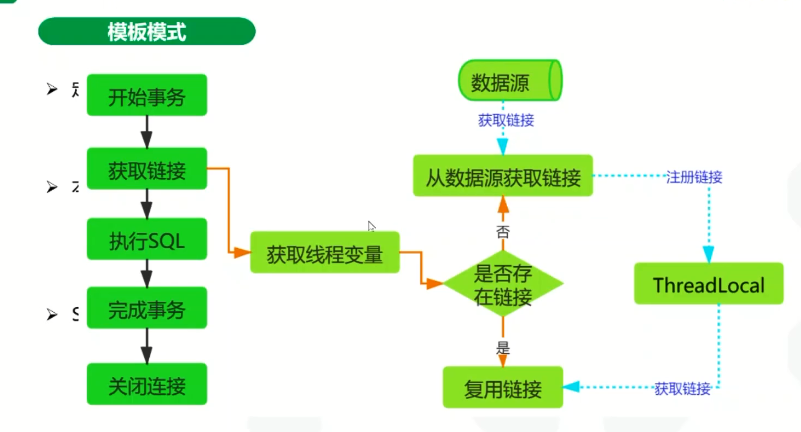 模板模式
开始事务
获取链接
执行SQL
完成事务
关闭连接
获取线程变量
数据源
获取链接
从数据源获取链接
注册链接
否
是否存
在链接
ThreadLocal
是
复用链接
获取链接